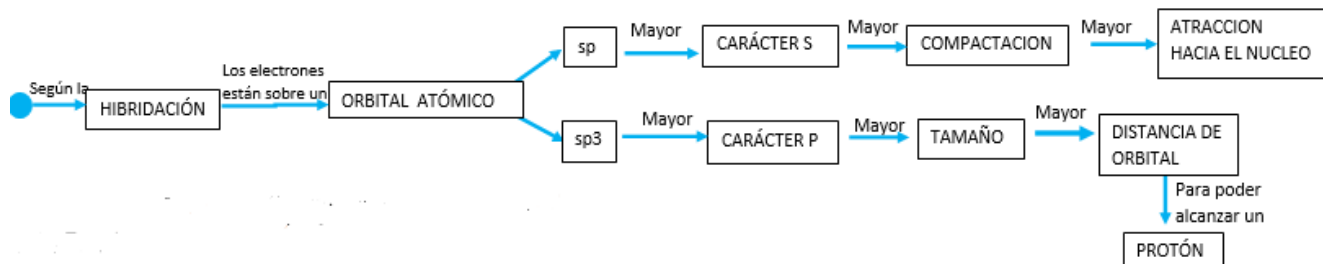 Según la
HIBRIDACIÓN
Los electrones
están sobre un
ORBITAL ATÓMICO
sp
Mayor
CARÁCTER S
Mayor
COMPACTACION
Mayor
ATRACCION
HACIA EL NUCLEO
sp3
Mayor
CARÁCTER P
Mayor
TAMAÑO
Mayor
DISTANCIA DE
ORBITAL
Para poder
alcanzar un
PROTÓN